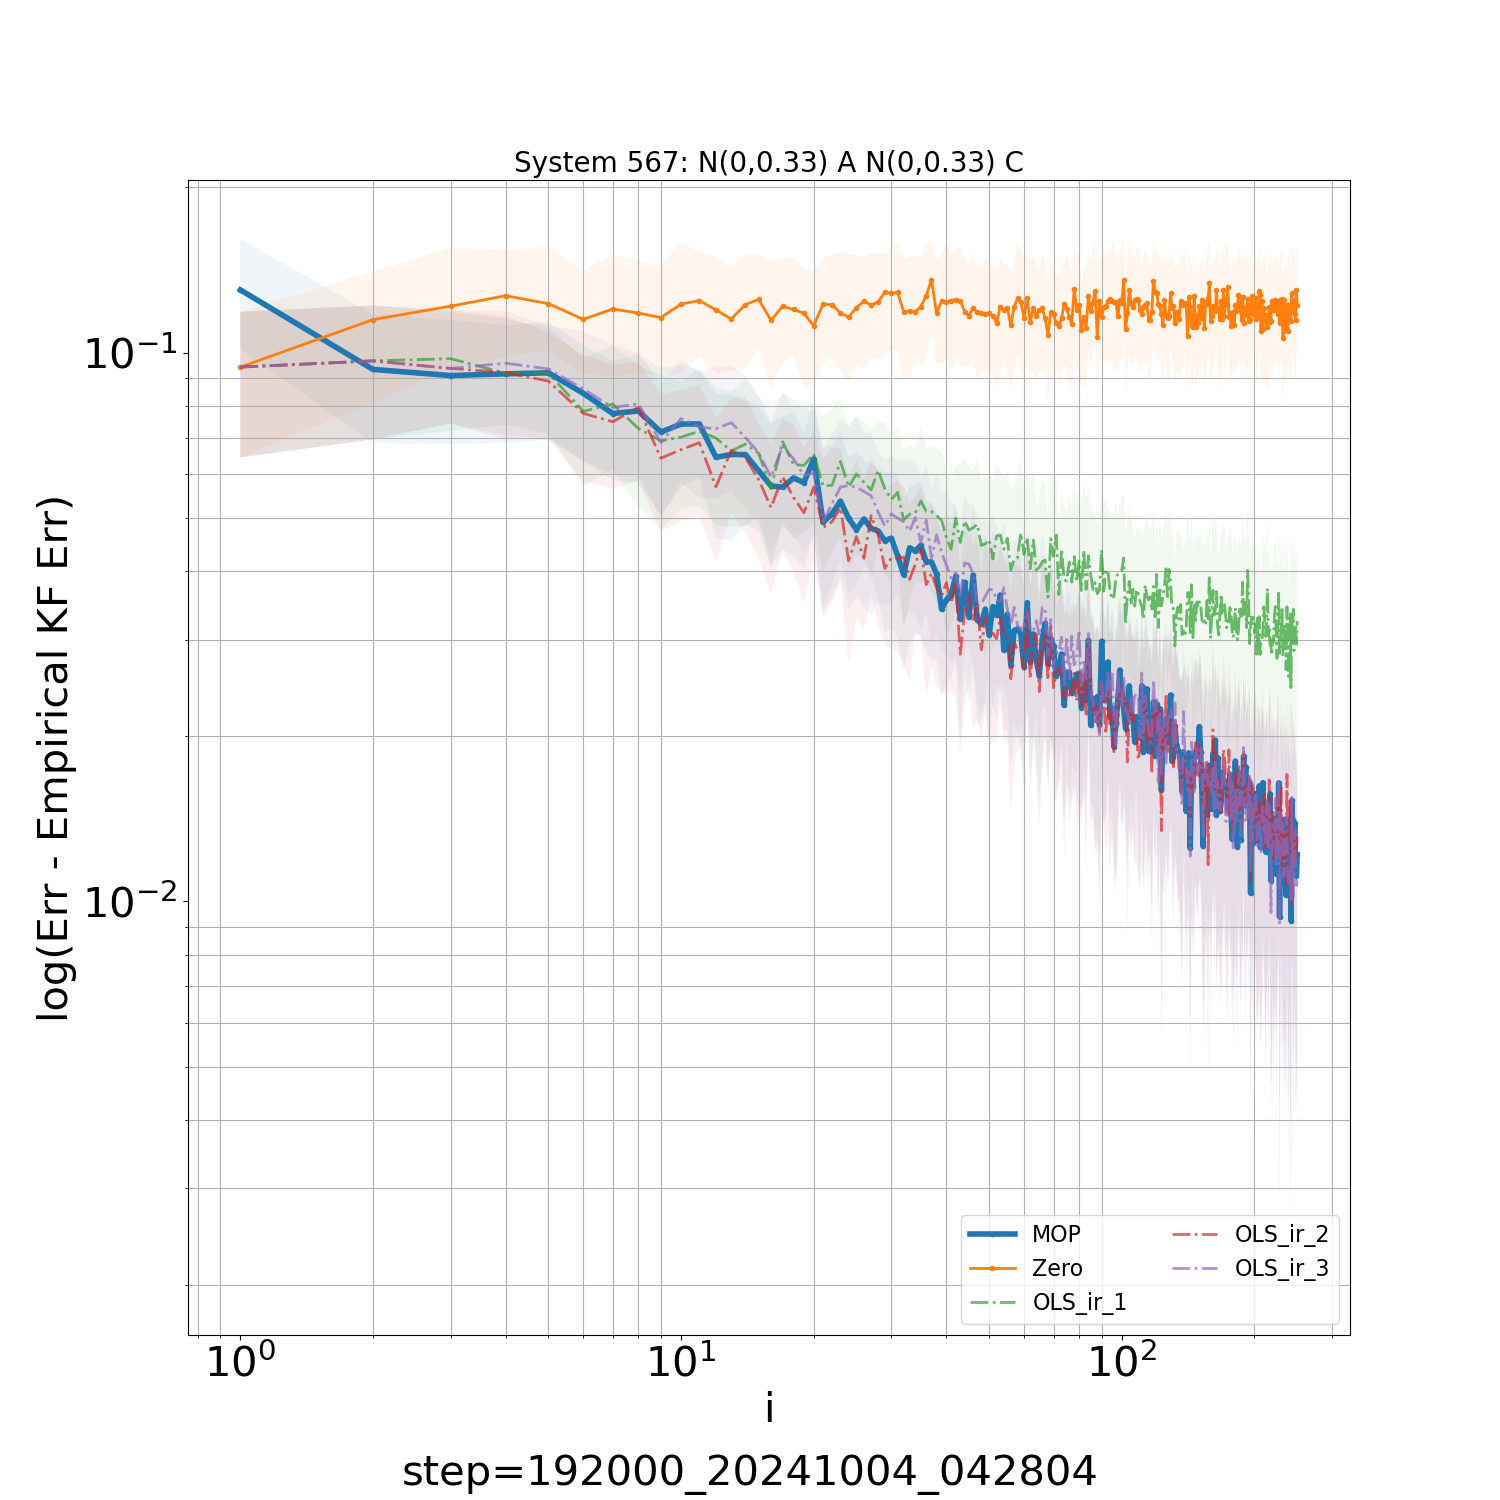 System 567: N(0,0.33) A N(0,0.33) C
log(Err - Empirical KF Err)
10⁻¹
10⁻²
MOP
Zero
OLS_ir_1
OLS_ir_2
OLS_ir_3
10⁰
10¹
10²
i
step=192000_20241004_042804